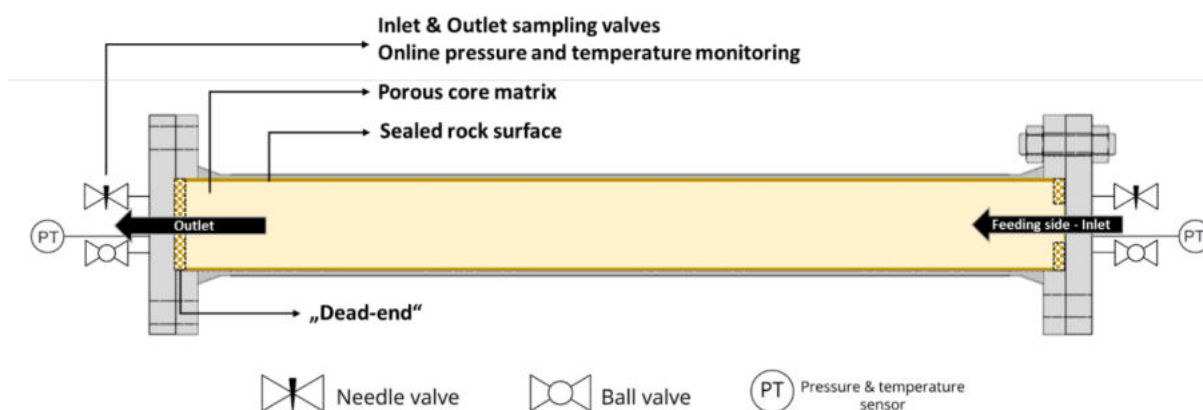 Inlet & Outlet sampling valves
Online pressure and temperature monitoring
Porous core matrix
Sealed rock surface
Outlet
Feeding side - Inlet
PT
PT
„Dead-end“
Needle valve
Ball valve
PT
Pressure & temperature
sensor